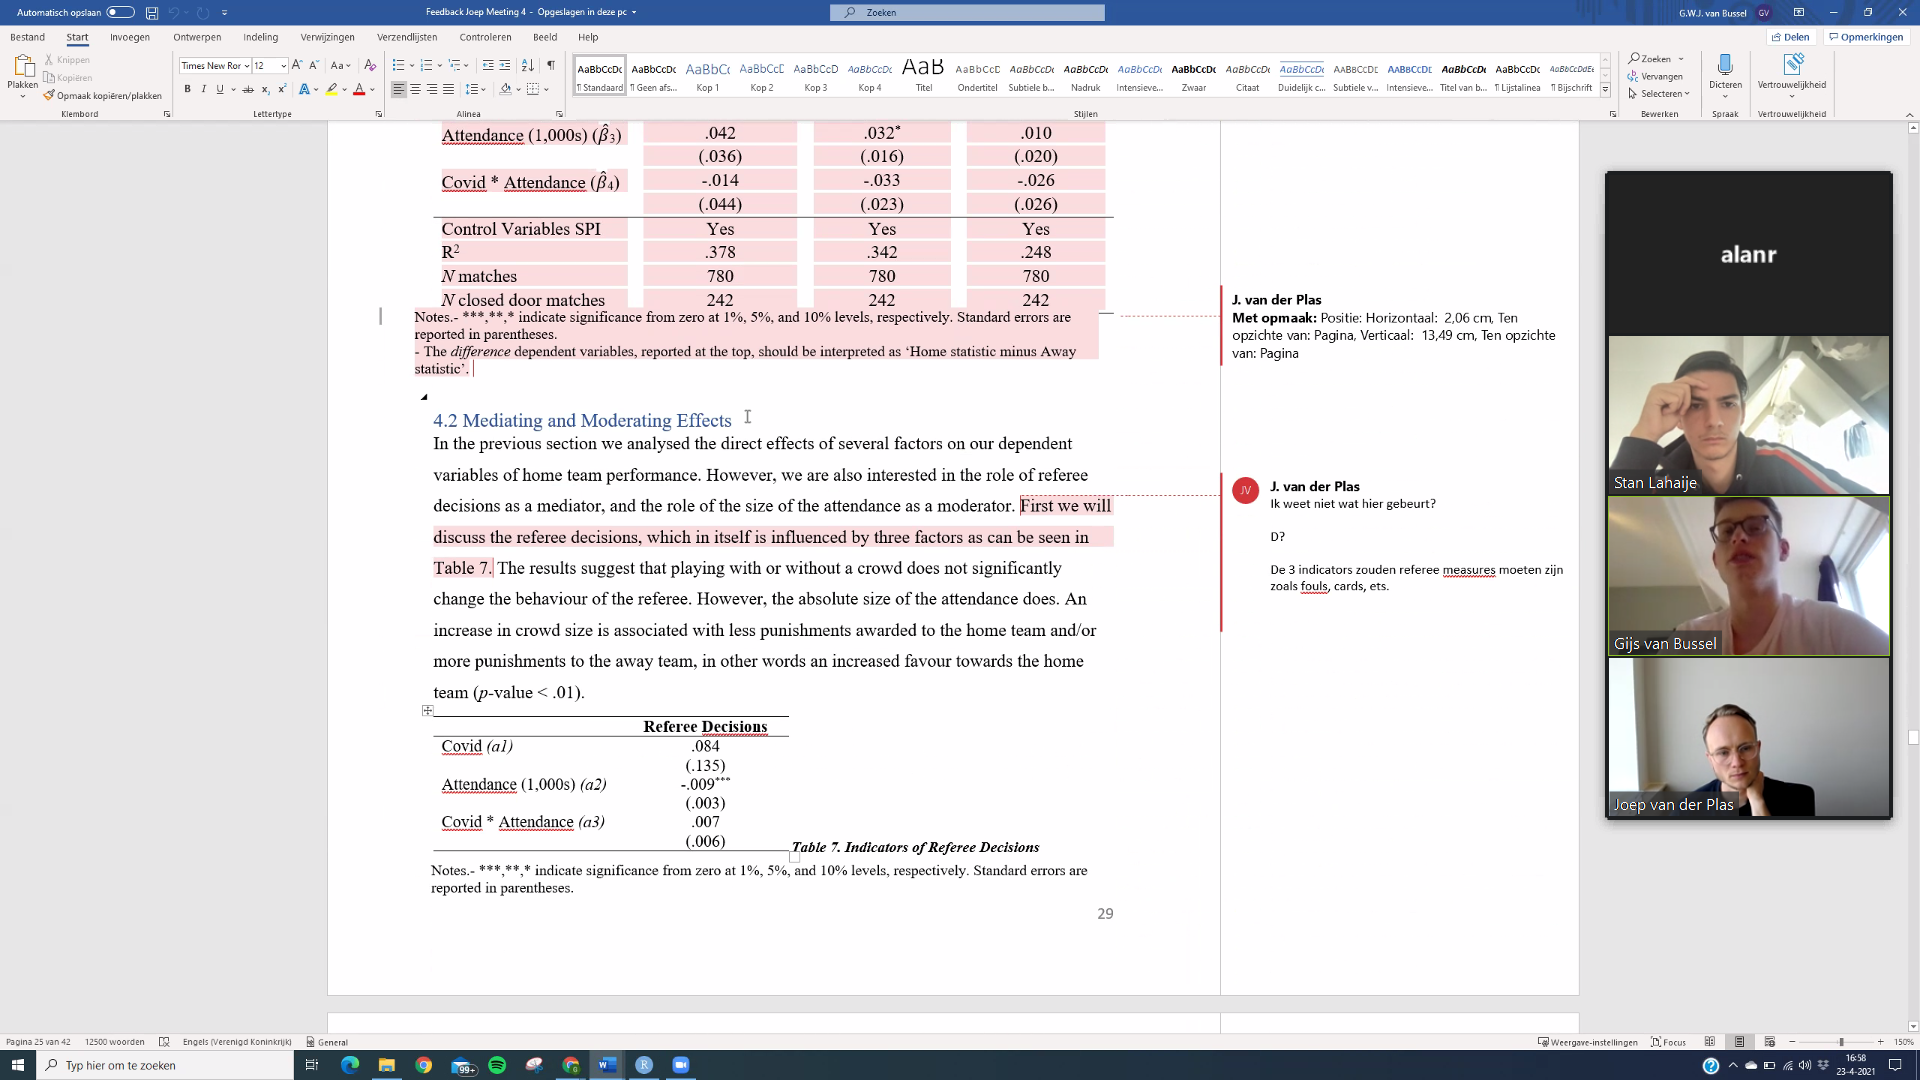 Automatisch opslaan
Feedback Joep Meeting 4 - Opgeslagen in deze pc
Zoeken
G.W.J. van Bussel GV
Bestand Start Invoegen Ontwerpen Indeling Verwijzingen Verzendlijsten Controleren Beeld Help
Delen Opmerkingen
Plakken
Knippen
Kopiëren
Opmaak kopiëren/plakken
Klembord
Times New Ror 12
Lettertype
Alinea
AaBbCcDc AaBbCcDc AaBbCc AaBbCcD AaBbCcD AaBbCcDc AaB AaBbCcD AaBbCcDc AaBbCcDc AaBbCcDc AaBbCcDc AaBbCcDc AaBbCcDc AaBbCcDc AaBbCcDc AaBbCcDc AaBbCcDc AaBbCcDdEe
¶ Standaard ¶ Geen afs... Kop 1 Kop 2 Kop 3 Kop 4 Titel Ondertitel Subtiele b... Nadruk Intensieve... Zwaar Citaat Duidelijk c... Subtiele v... Intensieve... Titel van b... ¶ Lijstalinea ¶ Bijschrift
Stijlen
Zoeken
Vervangen
Selecteren
Bewerken
Dicteren
Spraak
Vertrouwelijkheid
Vertrouwelijkheid
Attendance (1,000s) (β̂3) .042 .032* .010
(.036) (.016) (.020)
Covid * Attendance (β̂4) -.014 -.033 -.026
(.044) (.023) (.026)
Control Variables SPI Yes Yes Yes
R2 .378 .342 .248
N matches 780 780 780
N closed door matches 242 242 242
Notes.- ***,**,* indicate significance from zero at 1%, 5%, and 10% levels, respectively. Standard errors are
reported in parentheses.
- The difference dependent variables, reported at the top, should be interpreted as ‘Home statistic minus Away
statistic’.
4.2 Mediating and Moderating Effects
In the previous section we analysed the direct effects of several factors on our dependent
variables of home team performance. However, we are also interested in the role of referee
decisions as a mediator, and the role of the size of the attendance as a moderator. First we will
discuss the referee decisions, which in itself is influenced by three factors as can be seen in
Table 7. The results suggest that playing with or without a crowd does not significantly
change the behaviour of the referee. However, the absolute size of the attendance does. An
increase in crowd size is associated with less punishments awarded to the home team and/or
more punishments to the away team, in other words an increased favour towards the home
team (p-value < .01).
Referee Decisions
Covid (a1) .084
(.135)
Attendance (1,000s) (a2) -.009***
(.003)
Covid * Attendance (a3) .007
(.006)
Table 7. Indicators of Referee Decisions
Notes.- ***,**,* indicate significance from zero at 1%, 5%, and 10% levels, respectively. Standard errors are
reported in parentheses.
29
J. van der Plas
Met opmaak: Positie: Horizontaal: 2,06 cm, Ten
opzichte van: Pagina, Verticaal: 13,49 cm, Ten opzichte
van: Pagina
JV
J. van der Plas
Ik weet niet wat hier gebeurt?
D?
De 3 indicators zouden referee measures moeten zijn
zoals fouls, cards, ets.
alanr
Stan Lahaije
Gijs van Bussel
Joep van der Plas
Pagina 25 van 42 12500 woorden Engels (Verenigd Koninkrijk) General
Weergave-instellingen Focus 150%
Typ hier om te zoeken
99+
16:58
23-4-2021